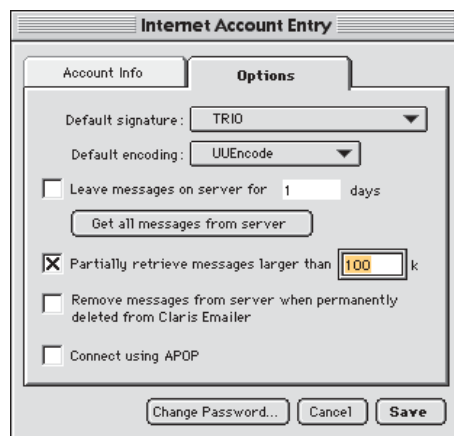 Internet Account Entry
Account Info
Options
Default signature: TRIO
Default encoding: UUEncode
Leave messages on server for 1 days
Get all messages from server
Partially retrieve messages larger than 100 k
Remove messages from server when permanently
deleted from Claris Emailer
Connect using APOP
Change Password... Cancel Save